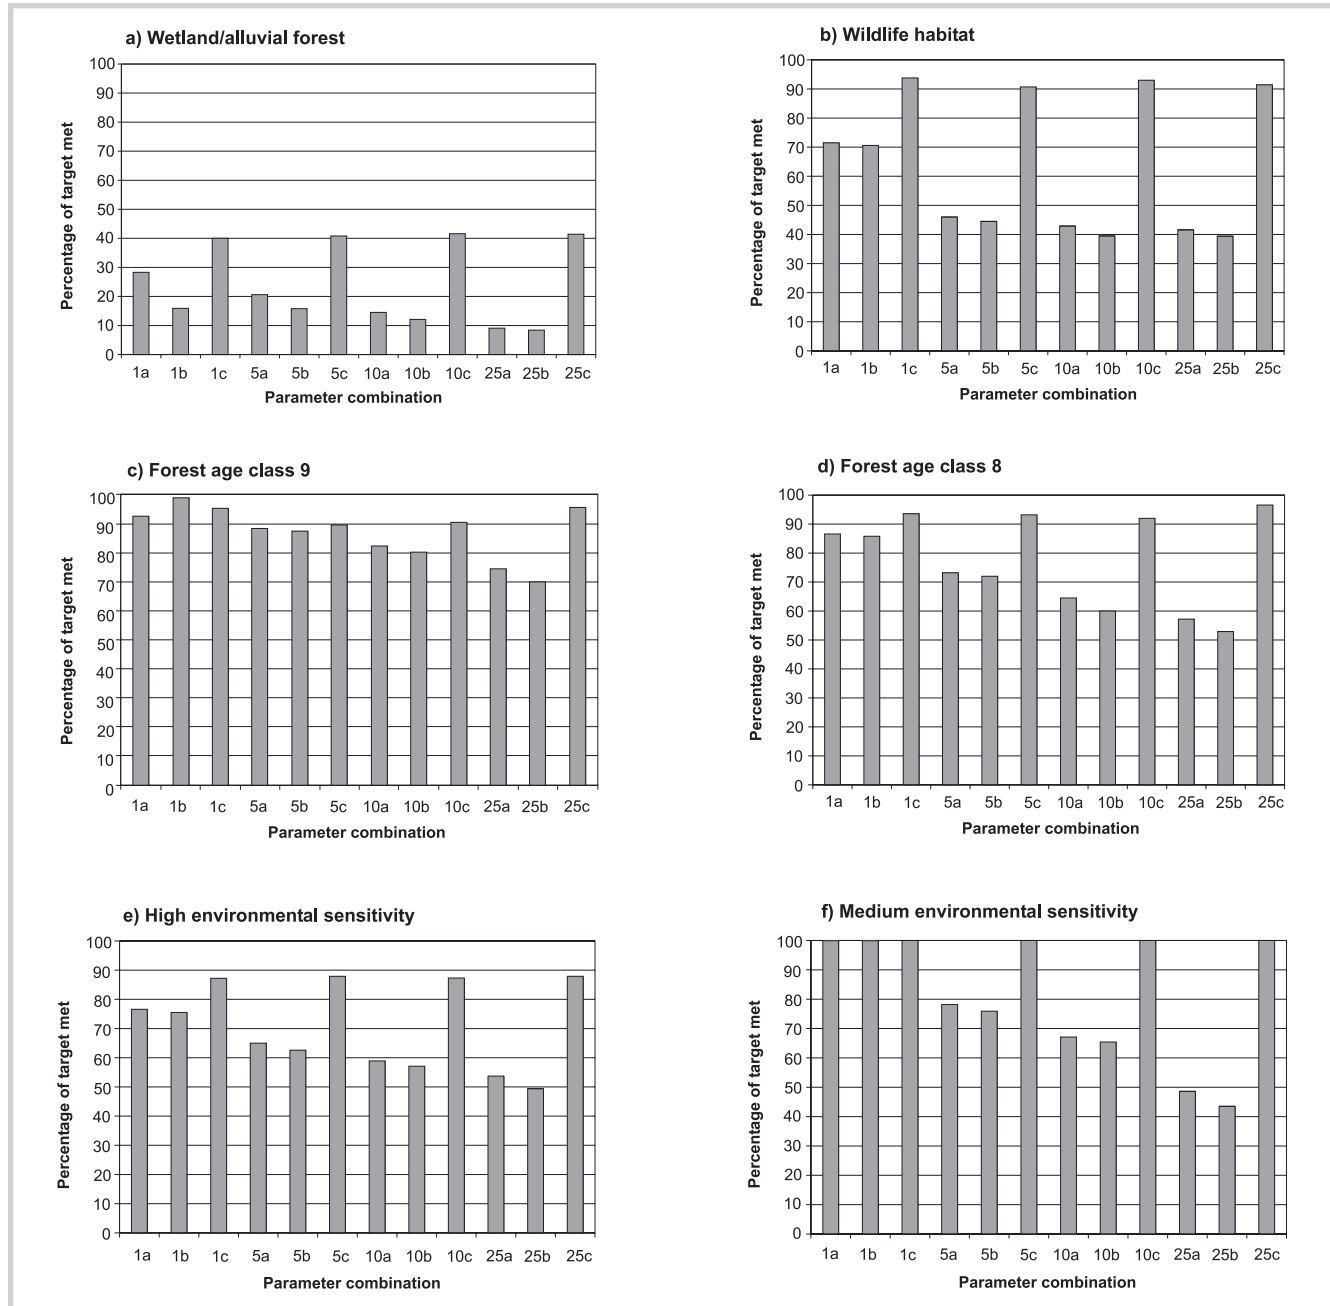 a) Wetland/alluvial forest
Percentage of target met
100
90
80
70
60
50
40
30
20
10
0
1a 1b 1c 5a 5b 5c 10a 10b 10c 25a 25b 25c
Parameter combination
b) Wildlife habitat
Percentage of target met
100
90
80
70
60
50
40
30
20
10
0
1a 1b 1c 5a 5b 5c 10a 10b 10c 25a 25b 25c
Parameter combination
c) Forest age class 9
Percentage of target met
100
90
80
70
60
50
40
30
20
10
0
1a 1b 1c 5a 5b 5c 10a 10b 10c 25a 25b 25c
Parameter combination
d) Forest age class 8
Percentage of target met
100
90
80
70
60
50
40
30
20
10
0
1a 1b 1c 5a 5b 5c 10a 10b 10c 25a 25b 25c
Parameter combination
e) High environmental sensitivity
Percentage of target met
100
90
80
70
60
50
40
30
20
10
0
1a 1b 1c 5a 5b 5c 10a 10b 10c 25a 25b 25c
Parameter combination
f) Medium environmental sensitivity
Percentage of target met
100
90
80
70
60
50
40
30
20
10
0
1a 1b 1c 5a 5b 5c 10a 10b 10c 25a 25b 25c
Parameter combination